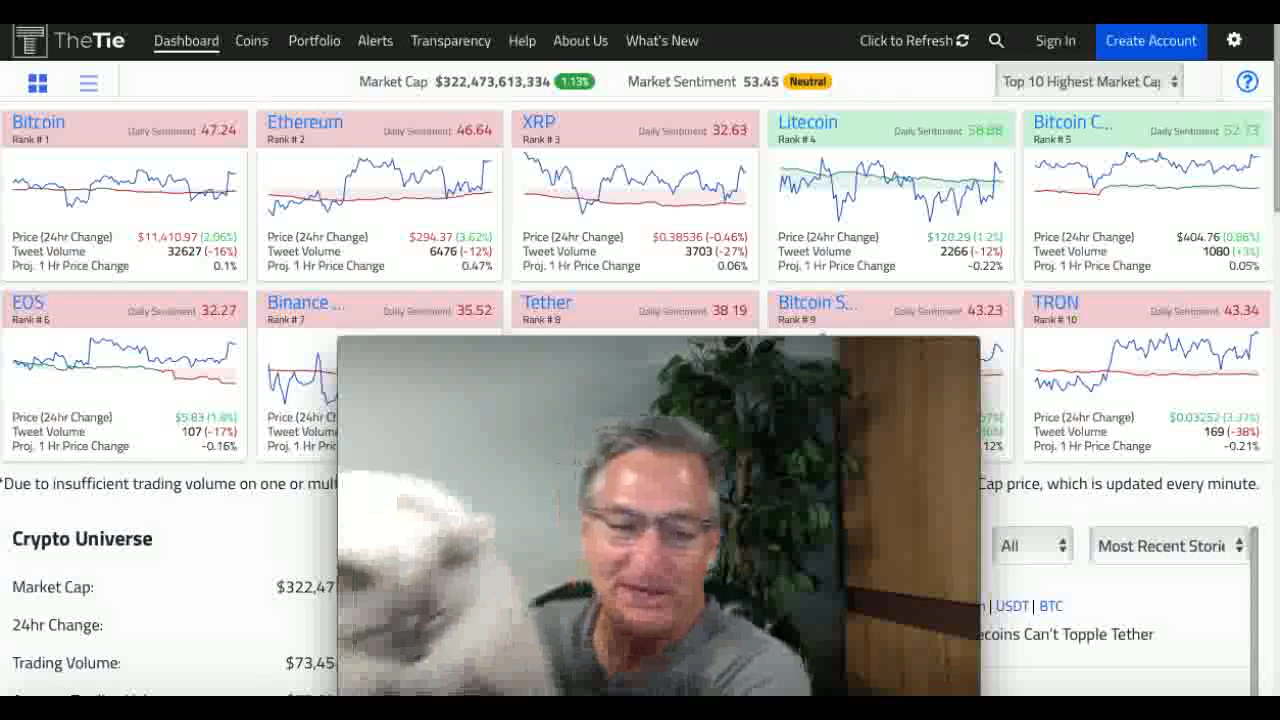 TheTie Dashboard Coins Portfolio Alerts Transparency Help About Us What's New Click to Refresh Sign In Create Account
Market Cap $322,473,613,334 1.13% Market Sentiment 53.45 Neutral Top 10 Highest Market Cap ?
Bitcoin Daily Sentiment 47.24
Rank # 1
Price (24hr Change) $11,410.97 (2.06%)
Tweet Volume 32627 (-16%)
Proj. 1 Hr Price Change 0.1%
Ethereum Daily Sentiment 46.64
Rank # 2
Price (24hr Change) $294.37 (3.62%)
Tweet Volume 6476 (-12%)
Proj. 1 Hr Price Change 0.47%
XRP Daily Sentiment 32.63
Rank # 3
Price (24hr Change) $0.38536 (-0.46%)
Tweet Volume 3703 (-27%)
Proj. 1 Hr Price Change 0.06%
Litecoin Daily Sentiment 58.88
Rank # 4
Price (24hr Change) $120.29 (1.2%)
Tweet Volume 2266 (-12%)
Proj. 1 Hr Price Change -0.22%
Bitcoin C... Daily Sentiment 52.73
Rank # 5
Price (24hr Change) $404.76 (0.86%)
Tweet Volume 1080 (+3%)
Proj. 1 Hr Price Change 0.05%
EOS Daily Sentiment 32.27
Rank # 6
Price (24hr Change) $5.83 (1.8%)
Tweet Volume 107 (-17%)
Proj. 1 Hr Price Change -0.16%
Binance ... Daily Sentiment 35.52
Rank # 7
Price (24hr
Tweet Volum
Proj. 1 Hr Pr
Tether Daily Sentiment 38.19
Rank # 8
Bitcoin S... Daily Sentiment 43.23
Rank # 9
12%
TRON Daily Sentiment 43.34
Rank # 10
Price (24hr Change) $0.03252 (3.37%)
Tweet Volume 169 (-38%)
Proj. 1 Hr Price Change -0.21%
*Due to insufficient trading volume on one or mul Cap price, which is updated every minute.
Crypto Universe All Most Recent Storie
Market Cap: $322,47
| USDT | BTC
24hr Change:
ecoins Can't Topple Tether
Trading Volume: $73,45